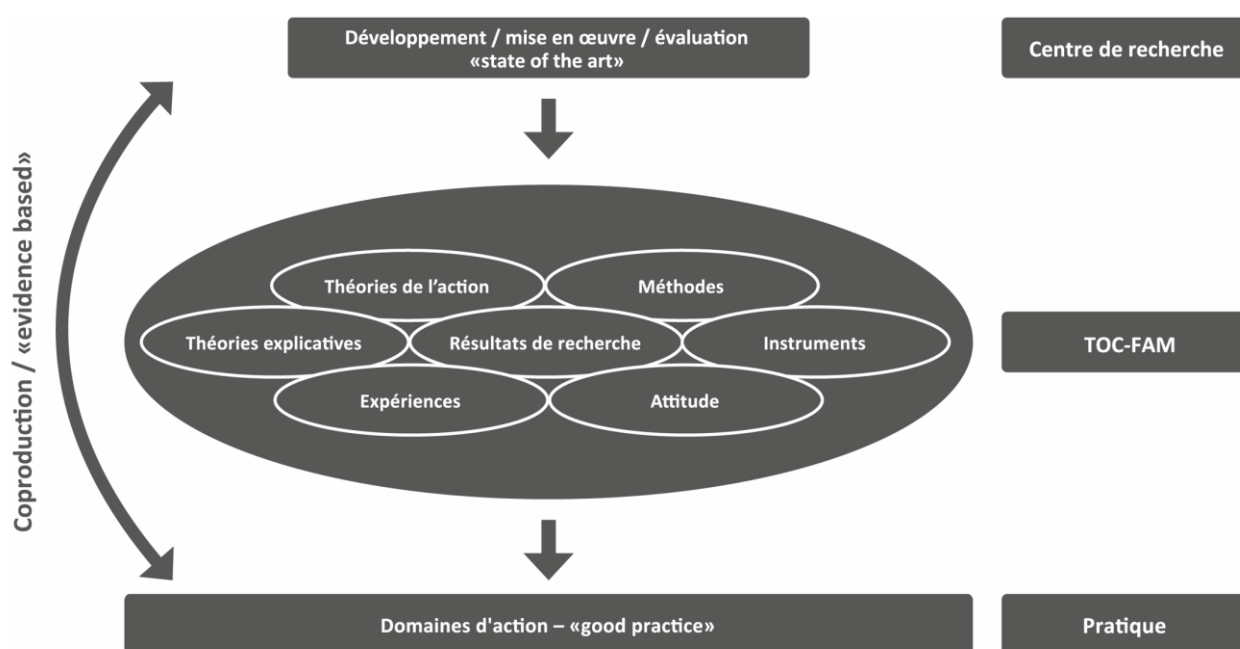 Développement / mise en œuvre / évaluation
«state of the art»
Centre de recherche
Coproduction / «evidence based»
Théories de l’action
Méthodes
Théories explicatives
Résultats de recherche
Instruments
TOC-FAM
Expériences
Attitude
Domaines d'action – «good practice»
Pratique